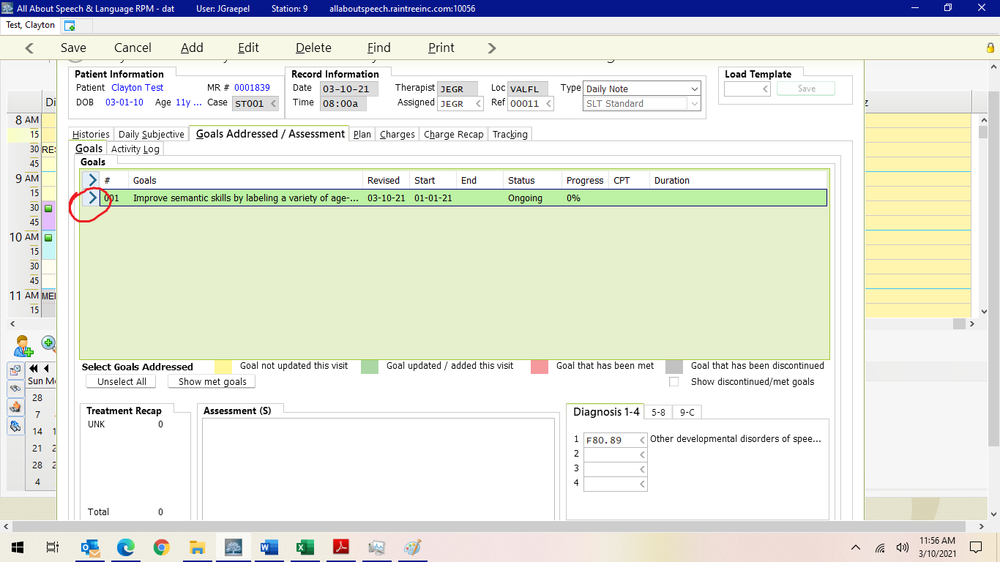 All About Speech & Language RPM - dat User: JGraepel Station: 9 allaboutspeech.raintreeinc.com:10056
Test, Clayton
Save Cancel Add Edit Delete Find Print
Patient Information Record Information Load Template
Patient Clayton Test MR # 0001839 Date 03-10-21 Therapist JEGR Loc VALFL Type Daily Note Save
DOB 03-01-10 Age 11y ... Case ST001 Time 08:00a Assigned JEGR Ref 00011 SLT Standard
Histories Daily Subjective Goals Addressed / Assessment Plan Charges Charge Recap Tracking
Goals Activity Log
Goals
# Goals Revised Start End Status Progress CPT Duration
001 Improve semantic skills by labeling a variety of age-... 03-10-21 01-01-21 Ongoing 0%
Di
8 AM
15
30 RES
45
9 AM
15
30
45
10 AM
15
30
45
11 AM MEI
15
Select Goals Addressed Goal not updated this visit Goal updated / added this visit Goal that has been met Goal that has been discontinued
Unselect All Show met goals Show discontinued/met goals
Sun Mo
28
7
14 1
21 2
28 2
4
Treatment Recap Assessment (S) Diagnosis 1-4 5-8 9-C
UNK 0
1 F80.89 Other developmental disorders of spee...
2
3
4
Total 0
11:56 AM
3/10/2021